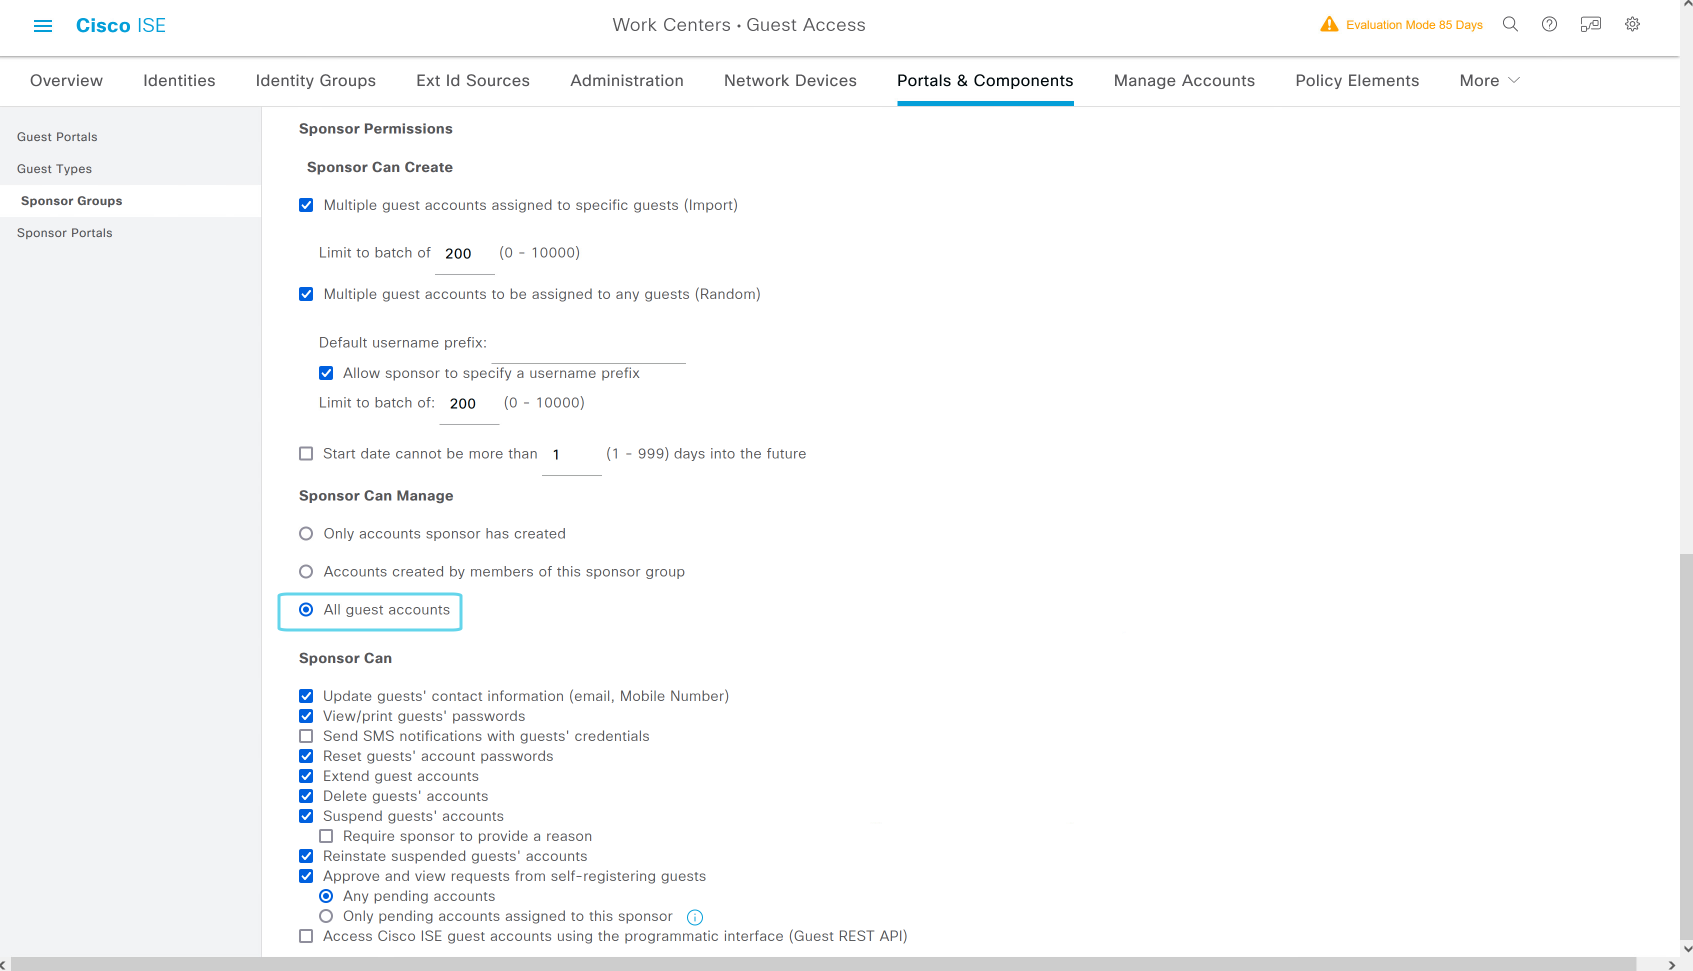 Cisco ISE
Work Centers • Guest Access
Evaluation Mode 85 Days
Overview
Identities
Identity Groups
Ext Id Sources
Administration
Network Devices
Portals & Components
Manage Accounts
Policy Elements
More
Guest Portals
Guest Types
Sponsor Groups
Sponsor Portals
Sponsor Permissions
Sponsor Can Create
Multiple guest accounts assigned to specific guests (Import)
Limit to batch of 200 (0 - 10000)
Multiple guest accounts to be assigned to any guests (Random)
Default username prefix:
Allow sponsor to specify a username prefix
Limit to batch of: 200 (0 - 10000)
Start date cannot be more than 1 (1 - 999) days into the future
Sponsor Can Manage
Only accounts sponsor has created
Accounts created by members of this sponsor group
All guest accounts
Sponsor Can
Update guests' contact information (email, Mobile Number)
View/print guests' passwords
Send SMS notifications with guests' credentials
Reset guests' account passwords
Extend guest accounts
Delete guests' accounts
Suspend guests' accounts
Require sponsor to provide a reason
Reinstate suspended guests' accounts
Approve and view requests from self-registering guests
Any pending accounts
Only pending accounts assigned to this sponsor
Access Cisco ISE guest accounts using the programmatic interface (Guest REST API)